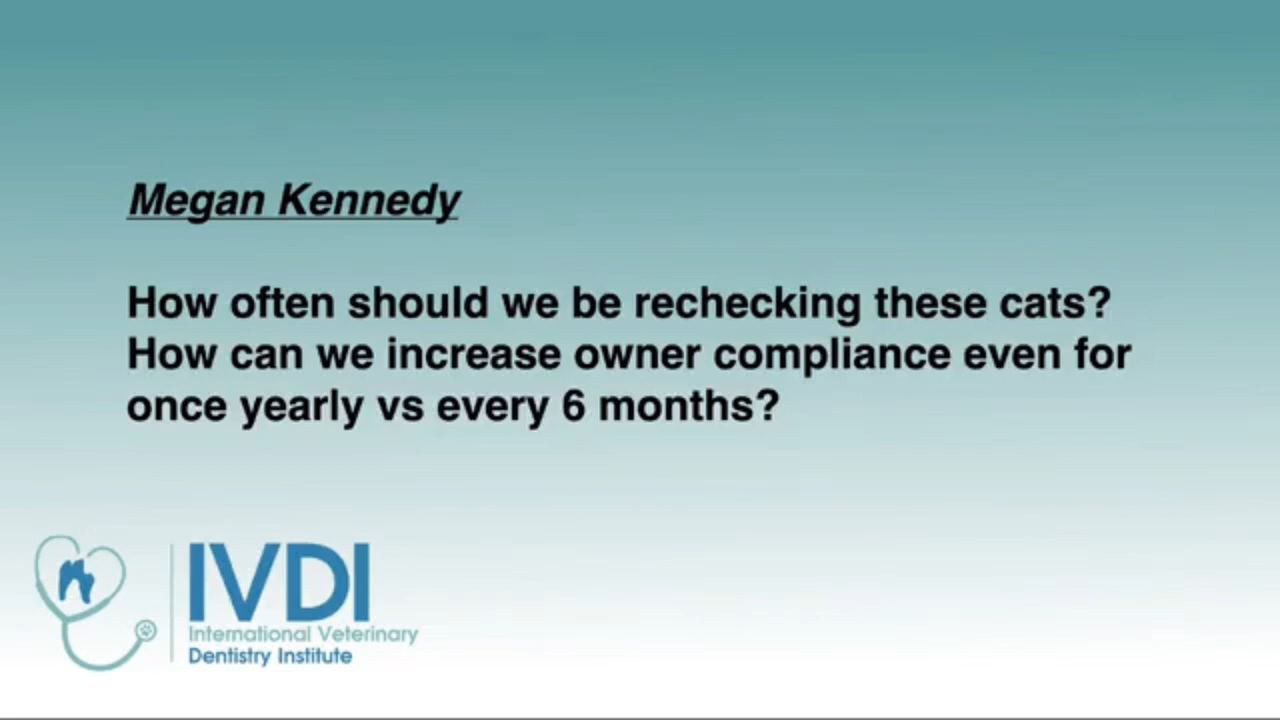 Megan Kennedy
How often should we be rechecking these cats?
How can we increase owner compliance even for
once yearly vs every 6 months?
IVDI
International Veterinary
Dentistry Institute